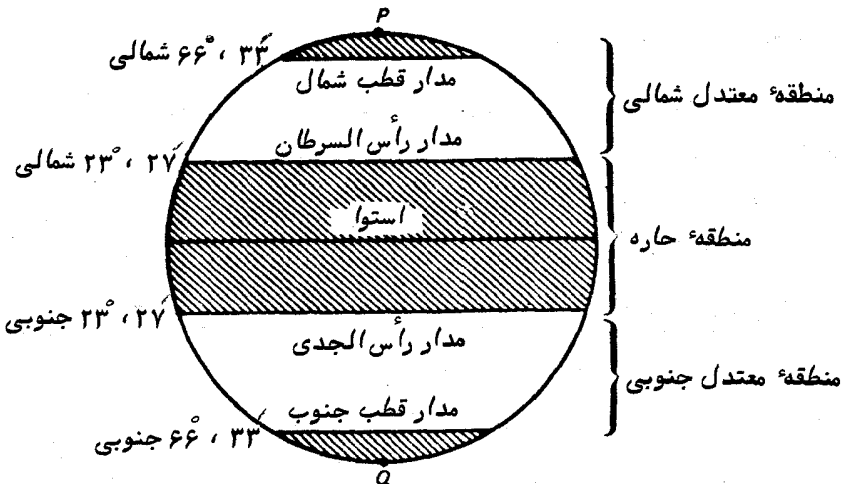 P
۶۶° ، ۳۳′ شمالی
مدار قطب شمال
منطقهٔ معتدل شمالی
مدار رأس السرطان
۲۳° ، ۲۷′ شمالی
استوا
منطقهٔ حاره
۲۳° ، ۲۷′ جنوبی
مدار رأس الجدی
منطقهٔ معتدل جنوبی
مدار قطب جنوب
۶۶° ، ۳۳′ جنوبی
Q